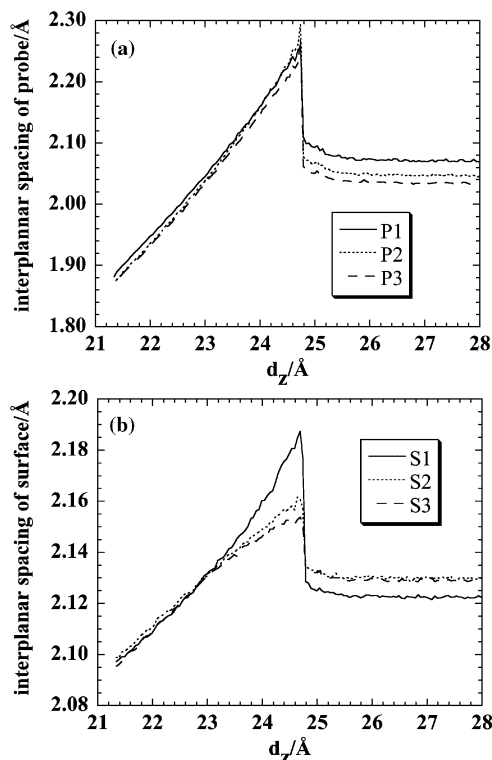 (a)
interplannar spacing of probe/Å
2.30
2.20
2.10
2.00
1.90
1.80
P1
P2
P3
21 22 23 24 25 26 27 28
dz/Å
(b)
interplanar spacing of surface/Å
2.20
2.18
2.16
2.14
2.12
2.10
2.08
S1
S2
S3
21 22 23 24 25 26 27 28
dz/Å